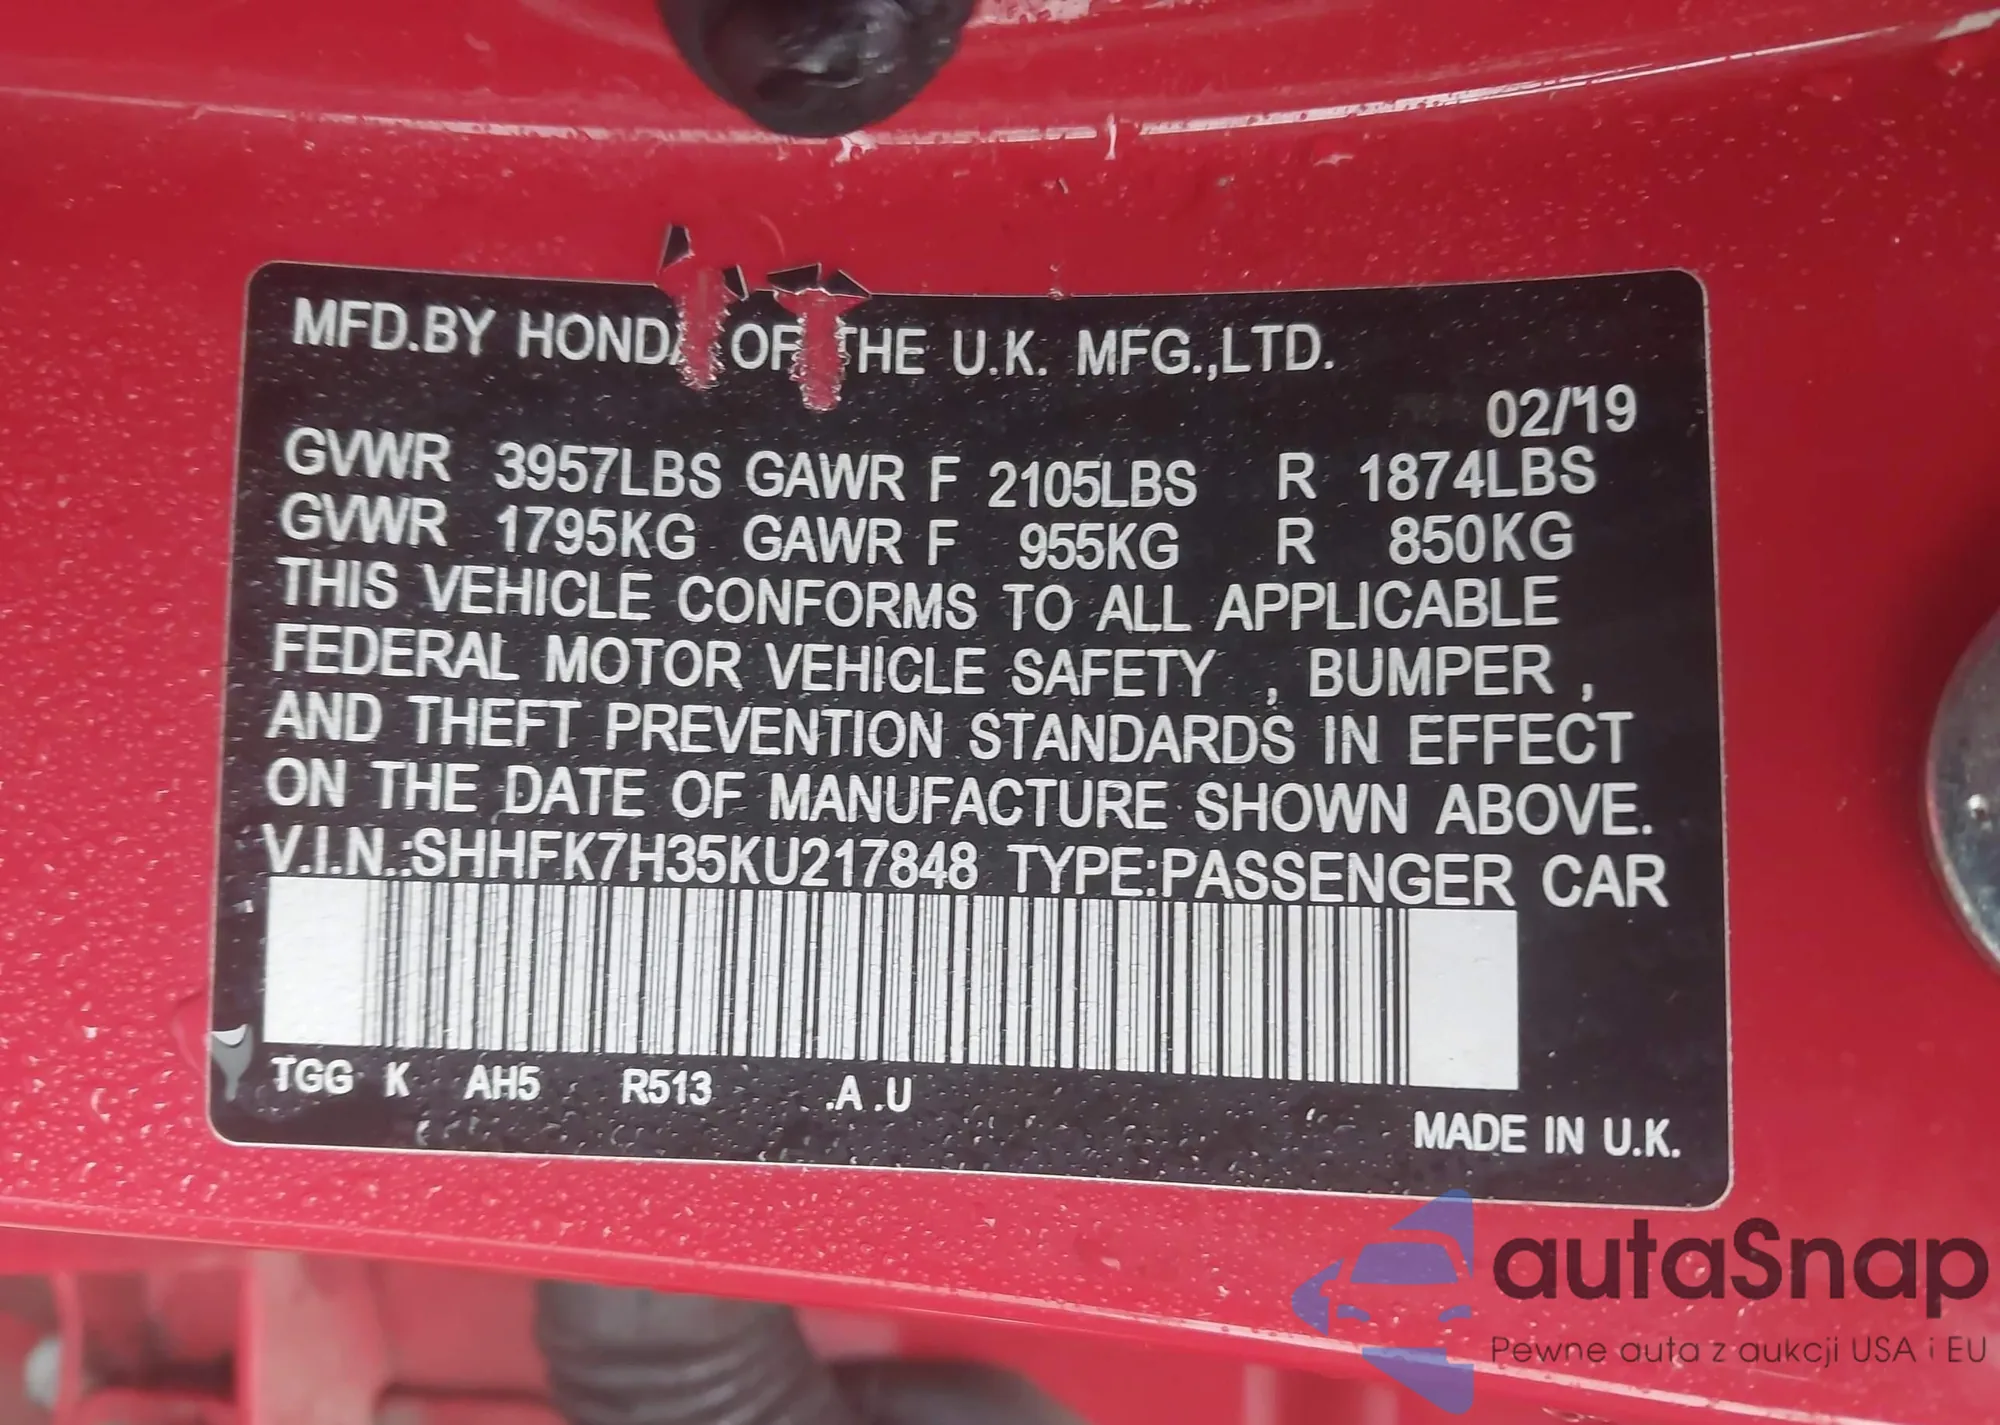 MFD.BY HONDA OF THE U.K. MFG.,LTD.
02/'19
GVWR 3957LBS GAWR F 2105LBS R 1874LBS
GVWR 1795KG GAWR F 955KG R 850KG
THIS VEHICLE CONFORMS TO ALL APPLICABLE
FEDERAL MOTOR VEHICLE SAFETY , BUMPER ,
AND THEFT PREVENTION STANDARDS IN EFFECT
ON THE DATE OF MANUFACTURE SHOWN ABOVE.
V.I.N.:SHHFK7H35KU217848 TYPE:PASSENGER CAR
TGG K AH5 R513 .A .U
MADE IN U.K.
autaSnap
Pewne auta z aukcji USA i EU